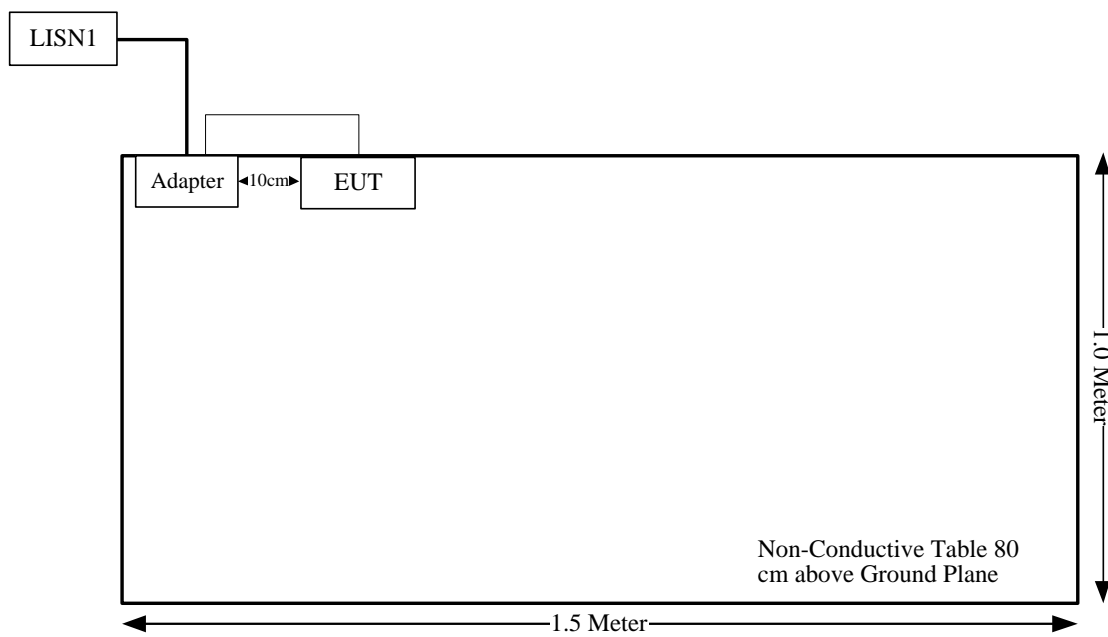 LISN1
Adapter
10cm
EUT
1.0 Meter
Non-Conductive Table 80
cm above Ground Plane
1.5 Meter